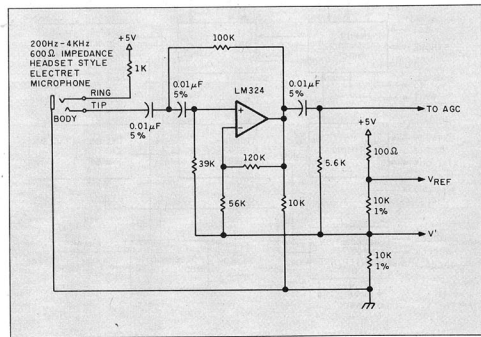 200Hz-4KHz
600Ω IMPEDANCE
HEADSET STYLE
ELECTRET
MICROPHONE
+5V
1K
RING
TIP
BODY
0.01µF
5%
0.01µF
5%
100K
LM324
+
−
0.01µF
5%
39K
120K
56K
10K
5.6K
TO AGC
+5V
100Ω
VREF
10K
1%
V'
10K
1%